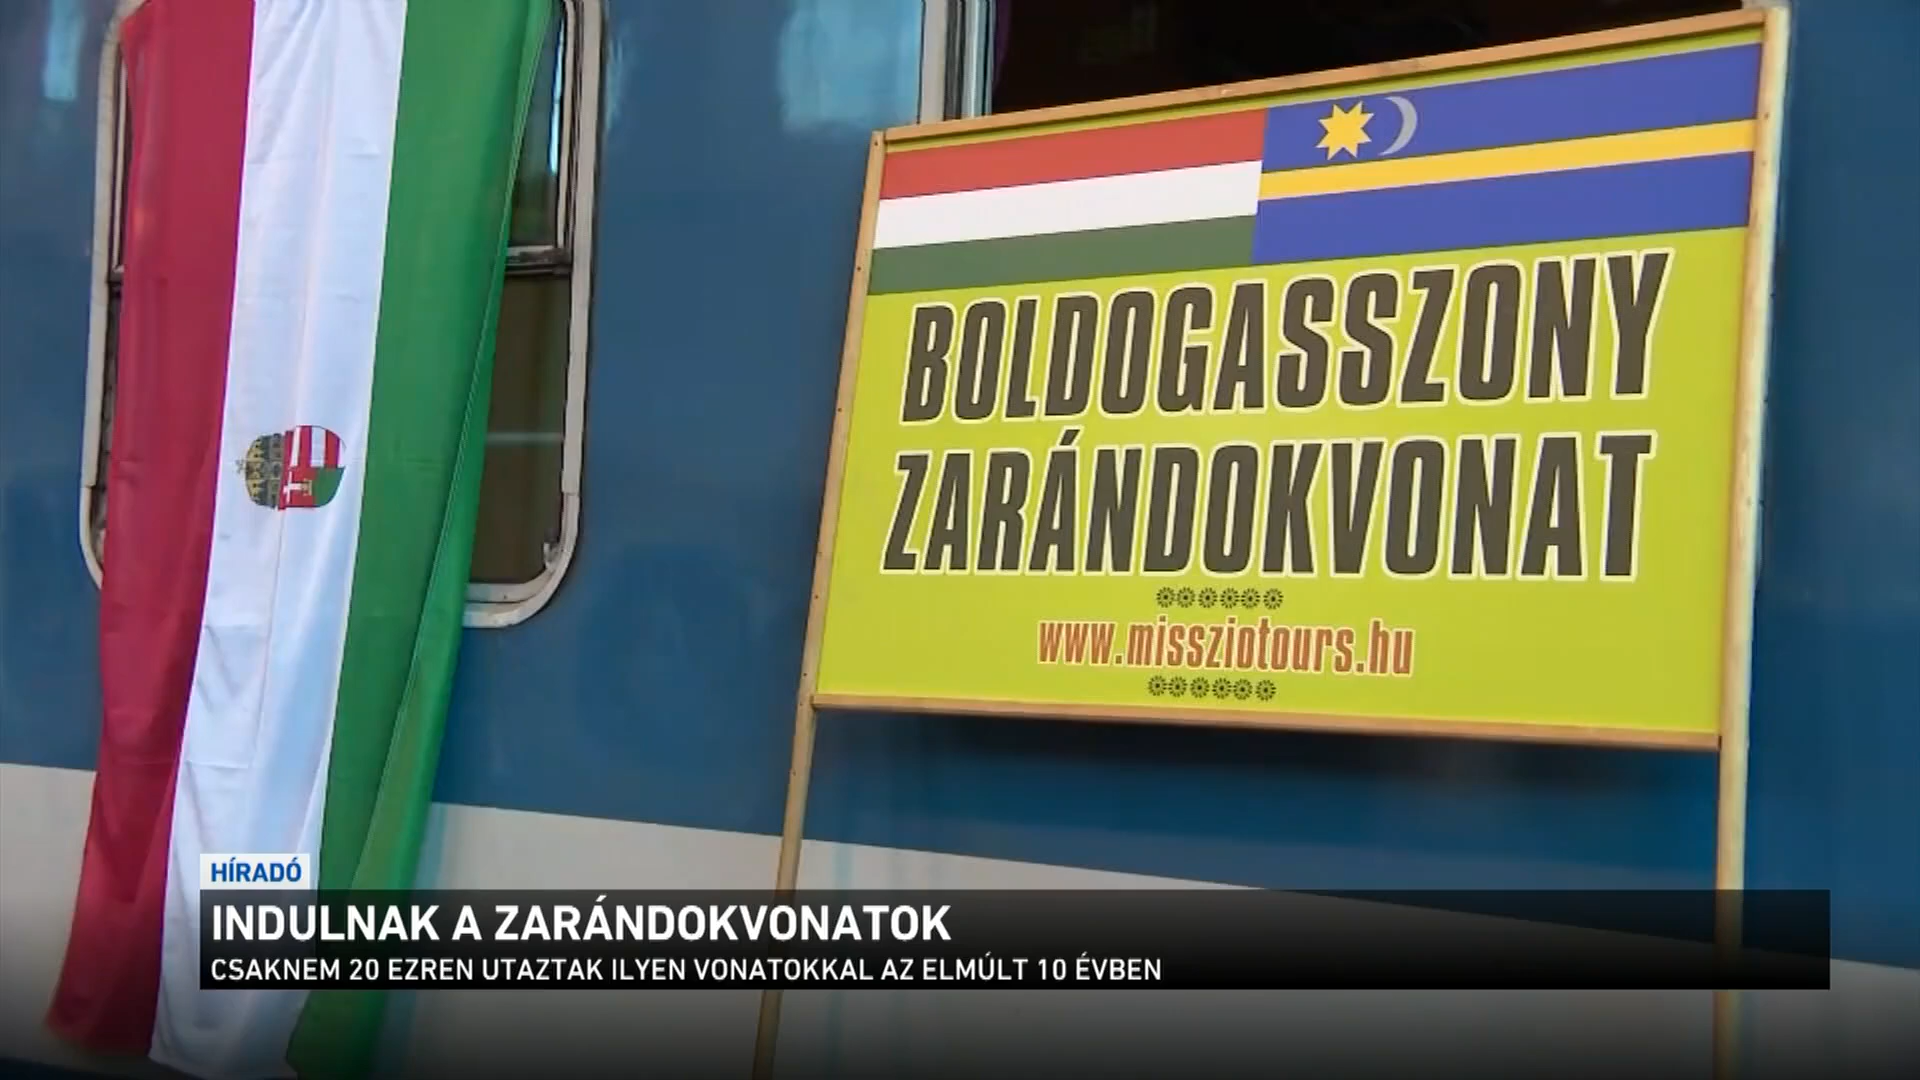 BOLDOGASSZONY
ZARÁNDOKVONAT
www.missziotours.hu
HÍRADÓ
INDULNAK A ZARÁNDOKVONATOK
CSAKNEM 20 EZREN UTAZTAK ILYEN VONATOKKAL AZ ELMÚLT 10 ÉVBEN